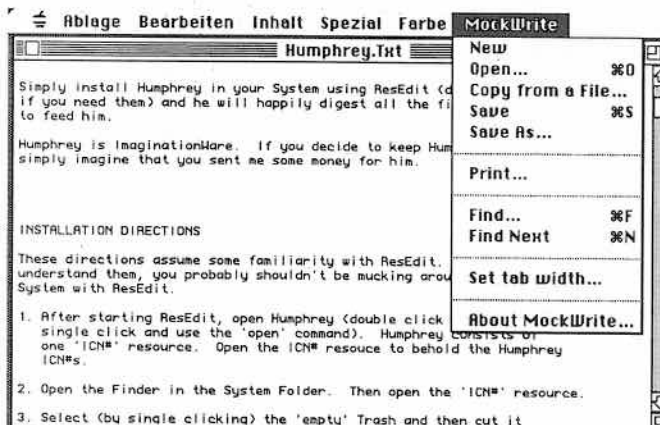 Ablage Bearbeiten Inhalt Spezial Farbe MockWrite
Humphrey.Txt
Simply install Humphrey in your System using ResEdit (d
if you need them) and he will happily digest all the fi
to feed him.
Humphrey is ImaginationWare. If you decide to keep Hum
simply imagine that you sent me some money for him.
INSTALLATION DIRECTIONS
These directions assume some familiarity with ResEdit.
understand them, you probably shouldn't be mucking arou
System with ResEdit.
1. After starting ResEdit, open Humphrey (double click
single click and use the 'open' command). Humphrey consists of
one 'ICN#' resource. Open the ICN# resouce to behold the Humphrey
ICN#s.
2. Open the Finder in the System Folder. Then open the 'ICN#' resource.
3. Select (by single clicking) the 'empty' Trash and then cut it
New
Open... ⌘O
Copy from a File...
Save ⌘S
Save As...
Print...
Find... ⌘F
Find Next ⌘N
Set tab width...
About MockWrite...